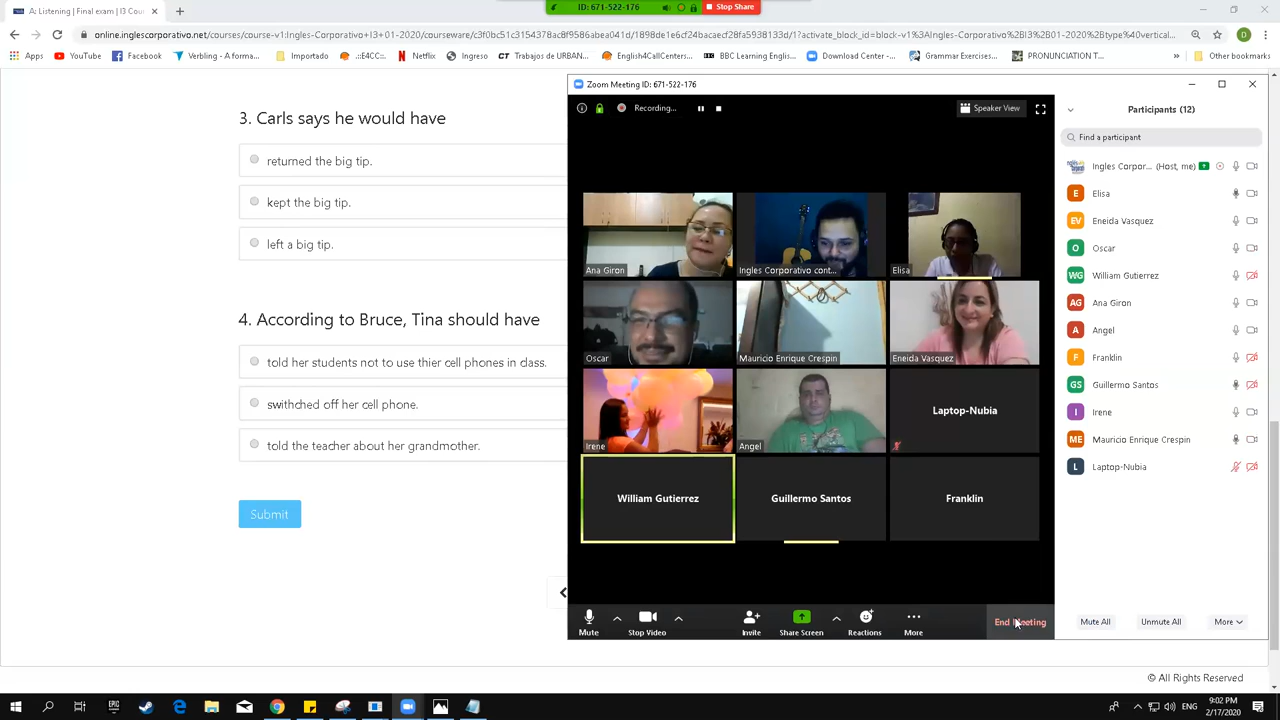 A: Listening | Final exam | I3 Cour
ID: 671-522-176
Stop Share
online.inglescorporativo.net/courses/course-v1:Ingles-Corporativo+I3+01-2020/courseware/c3f0bc51c3154378ac8f9586abea041d/1898de1e6cf24bacaecf28fa5938133d/1?activate_block_id=block-v1%3AIngles-Corporativo%2BI3%2B01-2020%2Btype%40vertical...
Apps
YouTube
Facebook
Verbling - A forma...
Netflix
Ingreso
Trabajos de URBAN...
.::EACC::.
English4CallCenters...
BBC Learning English
Download Center -...
Grammar Exercises...
PRONUNCIATION T...
Other bookmarks
3. Carls says he would have
returned the big tip.
kept the big tip.
left a big tip.
4. According to Bruce, Tina should have
told her students not to use thier cell phones in class.
swithched off her cell phone.
told the teacher about her grandmother.
Submit
Zoom Meeting ID: 671-522-176
Recording...
Speaker View
Ana Giron
Ingles Corporativo cont...
Elisa
Oscar
Mauricio Enrique Crespin
Eneida Vasquez
Irene
Angel
Laptop-Nubia
William Gutierrez
Guillermo Santos
Franklin
Mute
Stop Video
Invite
Share Screen
Reactions
More
End Meeting
Participants (12)
Find a participant
Ingles Corpor... (Host, me)
E Elisa
EV Eneida Vasquez
O Oscar
WG William Gutierrez
AG Ana Giron
A Angel
F Franklin
GS Guillermo Santos
I Irene
ME Mauricio Enrique Crespin
L Laptop-Nubia
Mute All
Unmute All
More
© All Rights Reserved
ENG
9:02 PM
2/17/2020